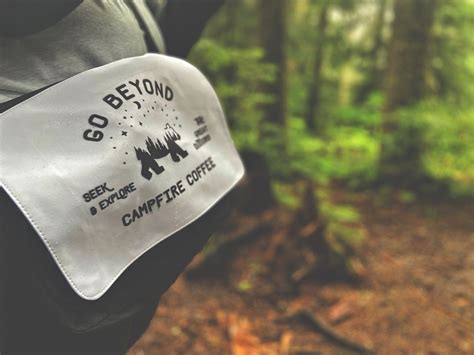 GO BEYOND
SEEK
& EXPLORE
CAMPFIRE COFFEE